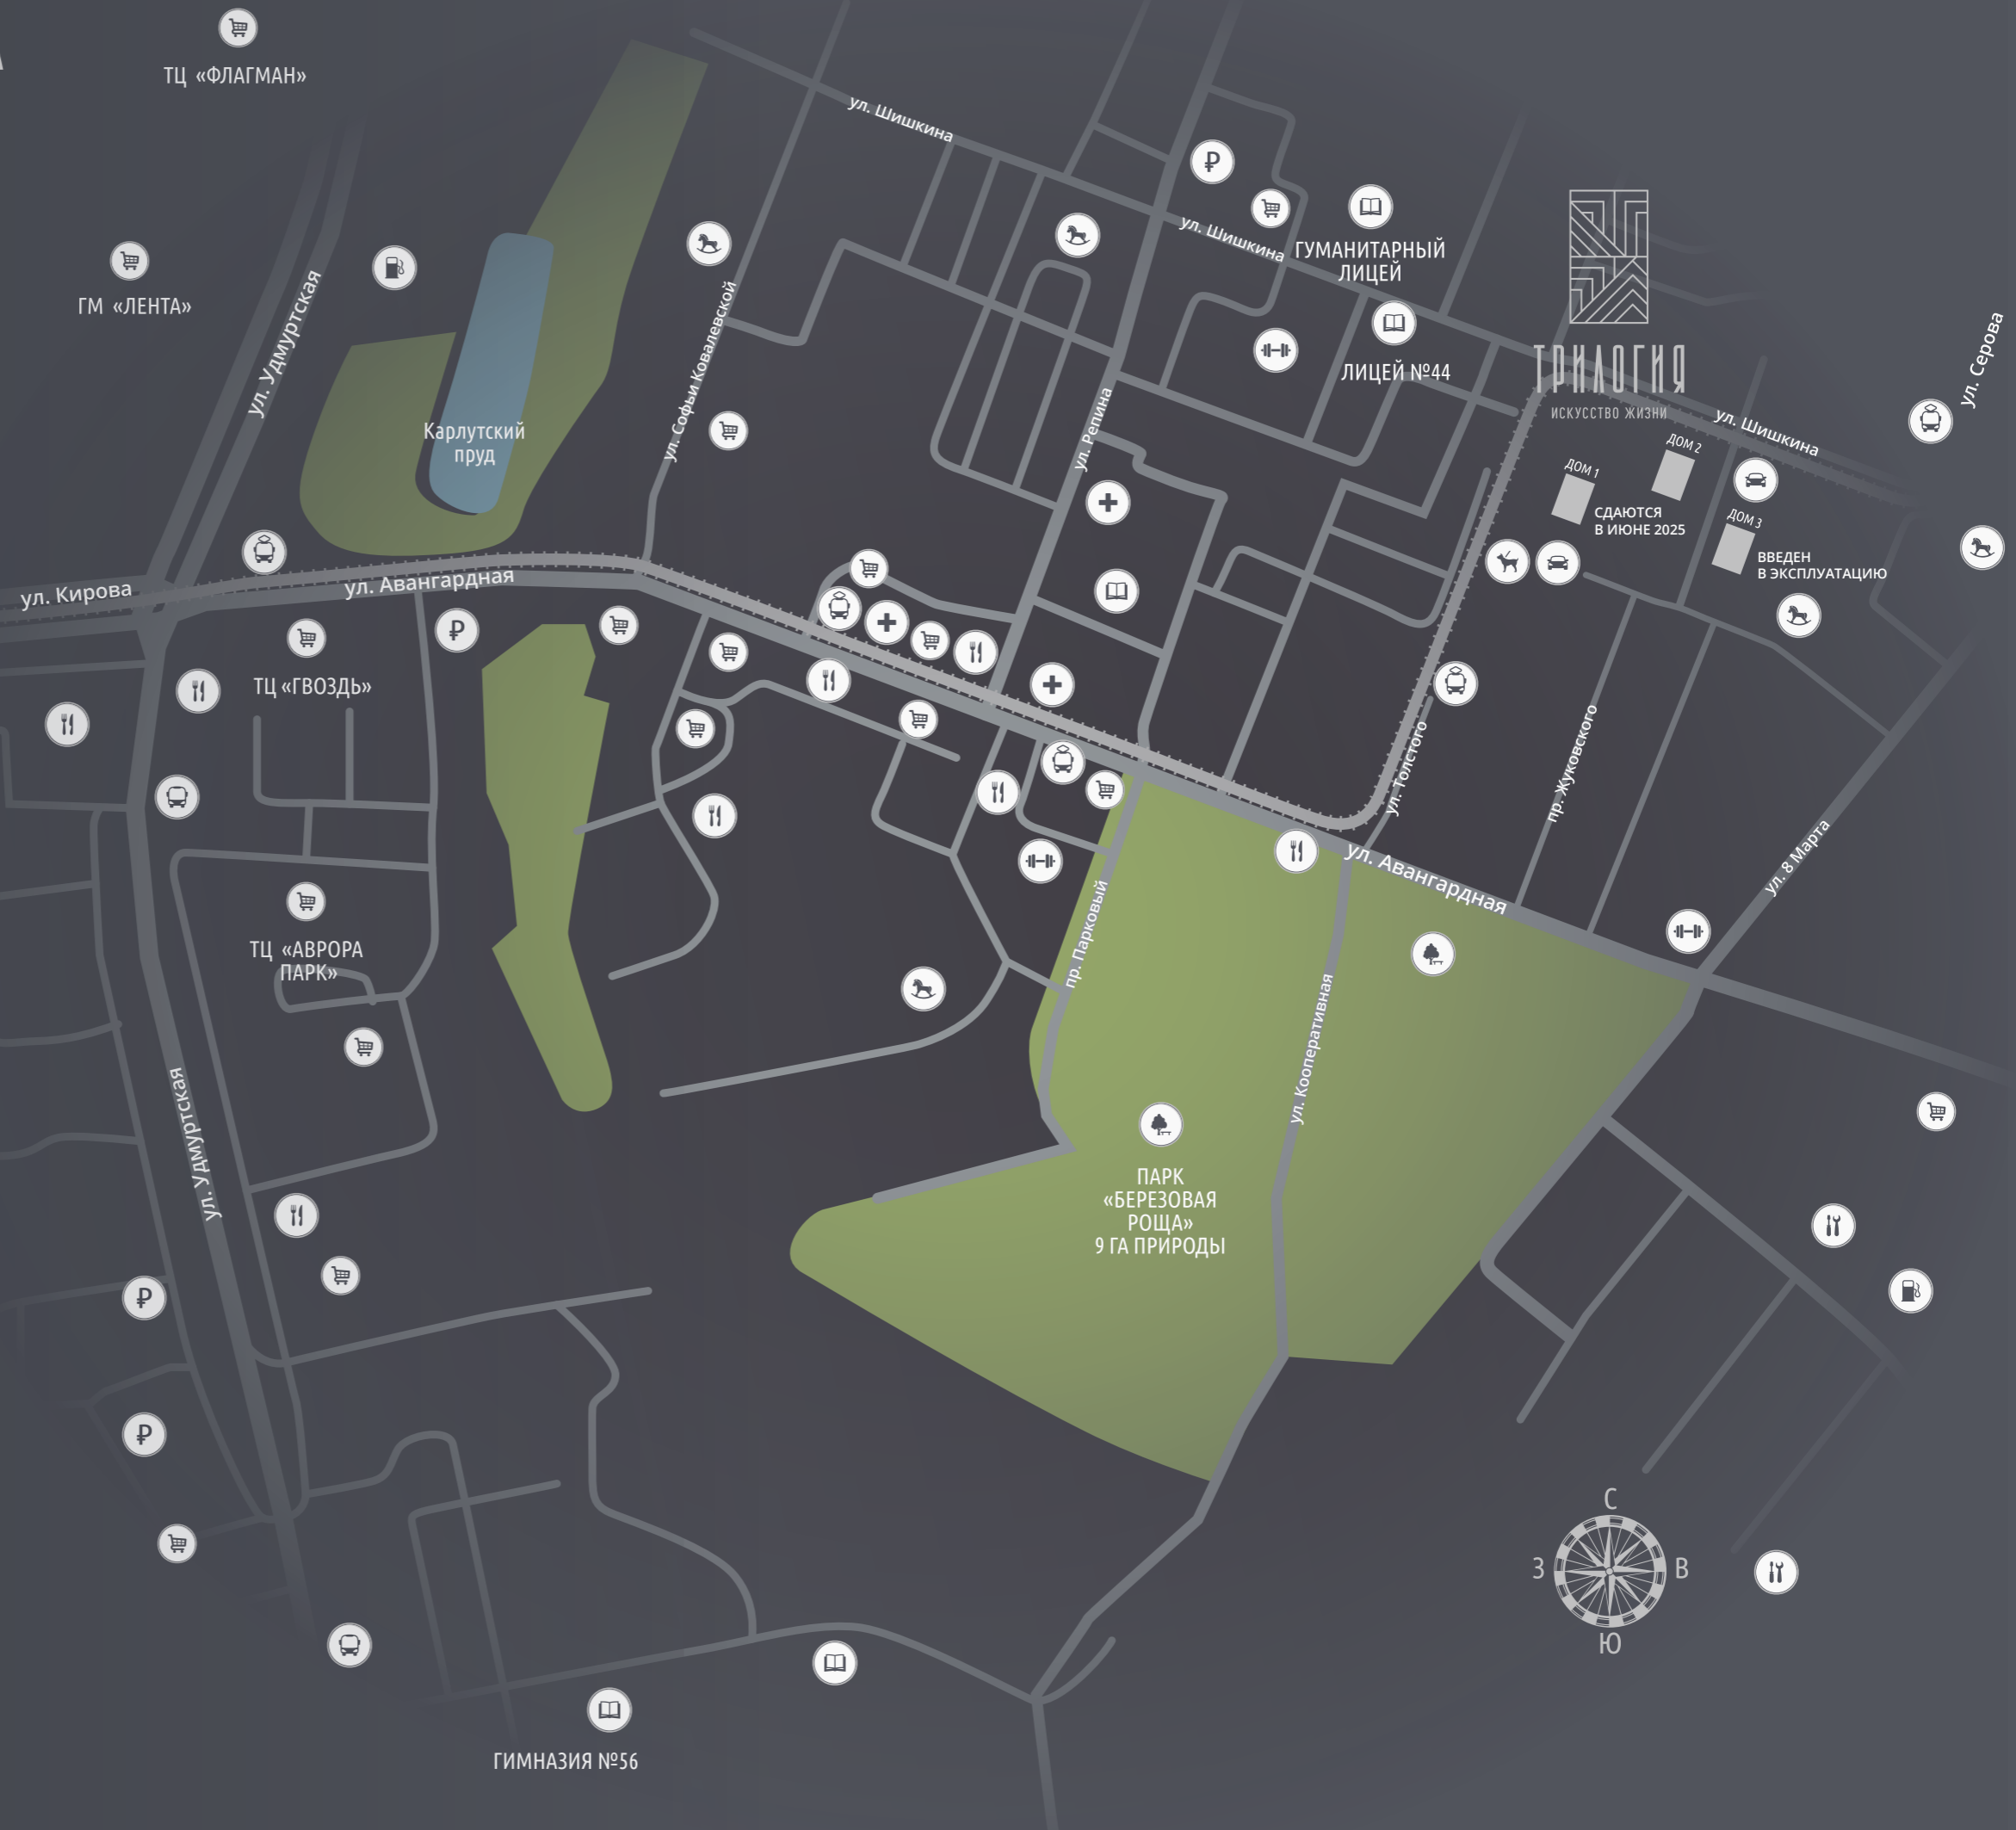 ТЦ «ФЛАГМАН»
ул. Шишкина
₽
ул. Шишкина
ГУМАНИТАРНЫЙ
ЛИЦЕЙ
ГМ «ЛЕНТА»
ул. Удмуртская
ул. Софьи Ковалевской
ЛИЦЕЙ №44
ТРИЛОГИЯ
ИСКУССТВО ЖИЗНИ
ул. Серова
ул. Шишкина
Карлутский
пруд
ул. Репина
ДОМ 2
ДОМ 1
СДАЮТСЯ
В ИЮНЕ 2025
ДОМ 3
ВВЕДЕН
В ЭКСПЛУАТАЦИЮ
ул. Кирова
ул. Авангардная
₽
ТЦ «ГВОЗДЬ»
ул. Толстого
пр. Жуковского
ул. 8 Марта
ул. Авангардная
ТЦ «АВРОРА
ПАРК»
пр. Парковый
ул. Кооперативная
ул. Удмуртская
ПАРК
«БЕРЕЗОВАЯ
РОЩА»
9 ГА ПРИРОДЫ
₽
₽
С
З
В
Ю
ГИМНАЗИЯ №56